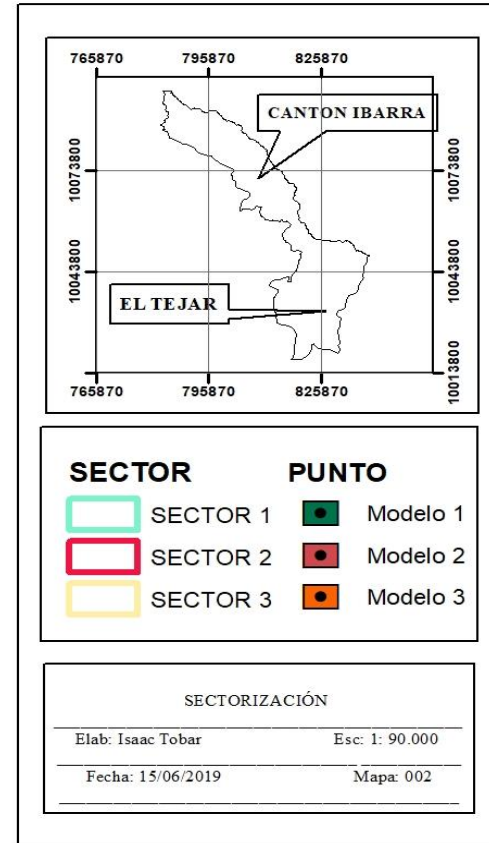 765870 795870 825870
CANTON IBARRA
10073800 10073800
10043800 10043800
EL TEJAR
10013800
765870 795870 825870
SECTOR PUNTO
SECTOR 1 Modelo 1
SECTOR 2 Modelo 2
SECTOR 3 Modelo 3
SECTORIZACIÓN
Elab: Isaac Tobar Esc: 1: 90.000
Fecha: 15/06/2019 Mapa: 002